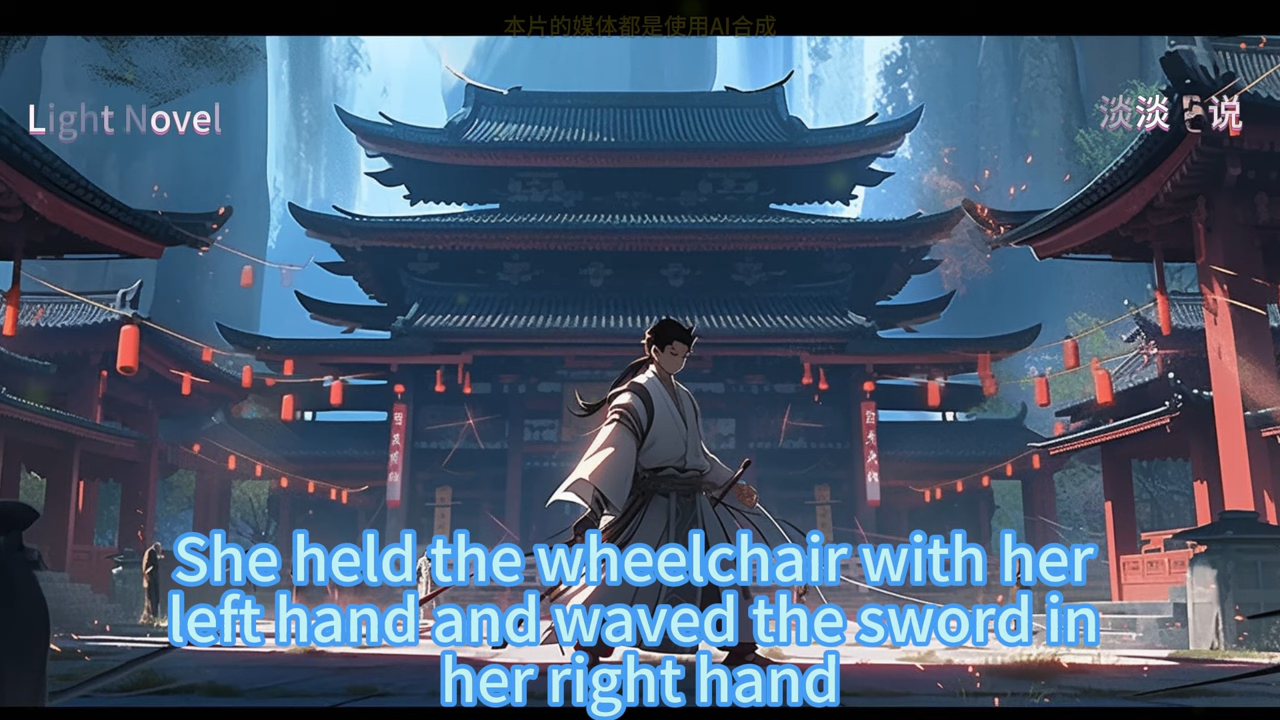 本片的媒体都是使用AI合成
Light Novel
淡淡 说
She held the wheelchair with her
left hand and waved the sword in
her right hand